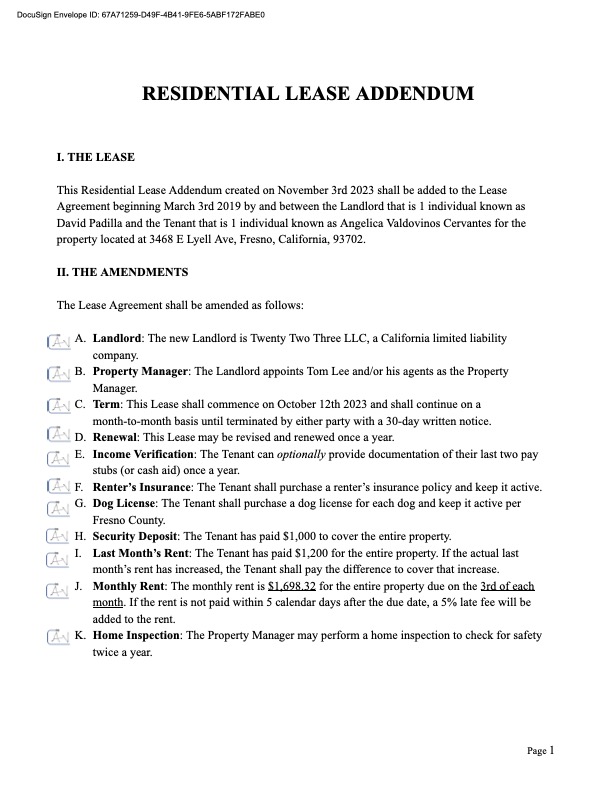 DocuSign Envelope ID: 67A71259-D49F-4B41-9FE6-5ABF172FABE0
RESIDENTIAL LEASE ADDENDUM
I. THE LEASE
This Residential Lease Addendum created on November 3rd 2023 shall be added to the Lease
Agreement beginning March 3rd 2019 by and between the Landlord that is 1 individual known as
David Padilla and the Tenant that is 1 individual known as Angelica Valdovinos Cervantes for the
property located at 3468 E Lyell Ave, Fresno, California, 93702.
II. THE AMENDMENTS
The Lease Agreement shall be amended as follows:
A. Landlord: The new Landlord is Twenty Two Three LLC, a California limited liability
company.
B. Property Manager: The Landlord appoints Tom Lee and/or his agents as the Property
Manager.
C. Term: This Lease shall commence on October 12th 2023 and shall continue on a
month-to-month basis until terminated by either party with a 30-day written notice.
D. Renewal: This Lease may be revised and renewed once a year.
E. Income Verification: The Tenant can optionally provide documentation of their last two pay
stubs (or cash aid) once a year.
F. Renter's Insurance: The Tenant shall purchase a renter's insurance policy and keep it active.
G. Dog License: The Tenant shall purchase a dog license for each dog and keep it active per
Fresno County.
H. Security Deposit: The Tenant has paid $1,000 to cover the entire property.
I. Last Month's Rent: The Tenant has paid $1,200 for the entire property. If the actual last
month's rent has increased, the Tenant shall pay the difference to cover that increase.
J. Monthly Rent: The monthly rent is $1,698.32 for the entire property due on the 3rd of each
month. If the rent is not paid within 5 calendar days after the due date, a 5% late fee will be
added to the rent.
K. Home Inspection: The Property Manager may perform a home inspection to check for safety
twice a year.
Page 1